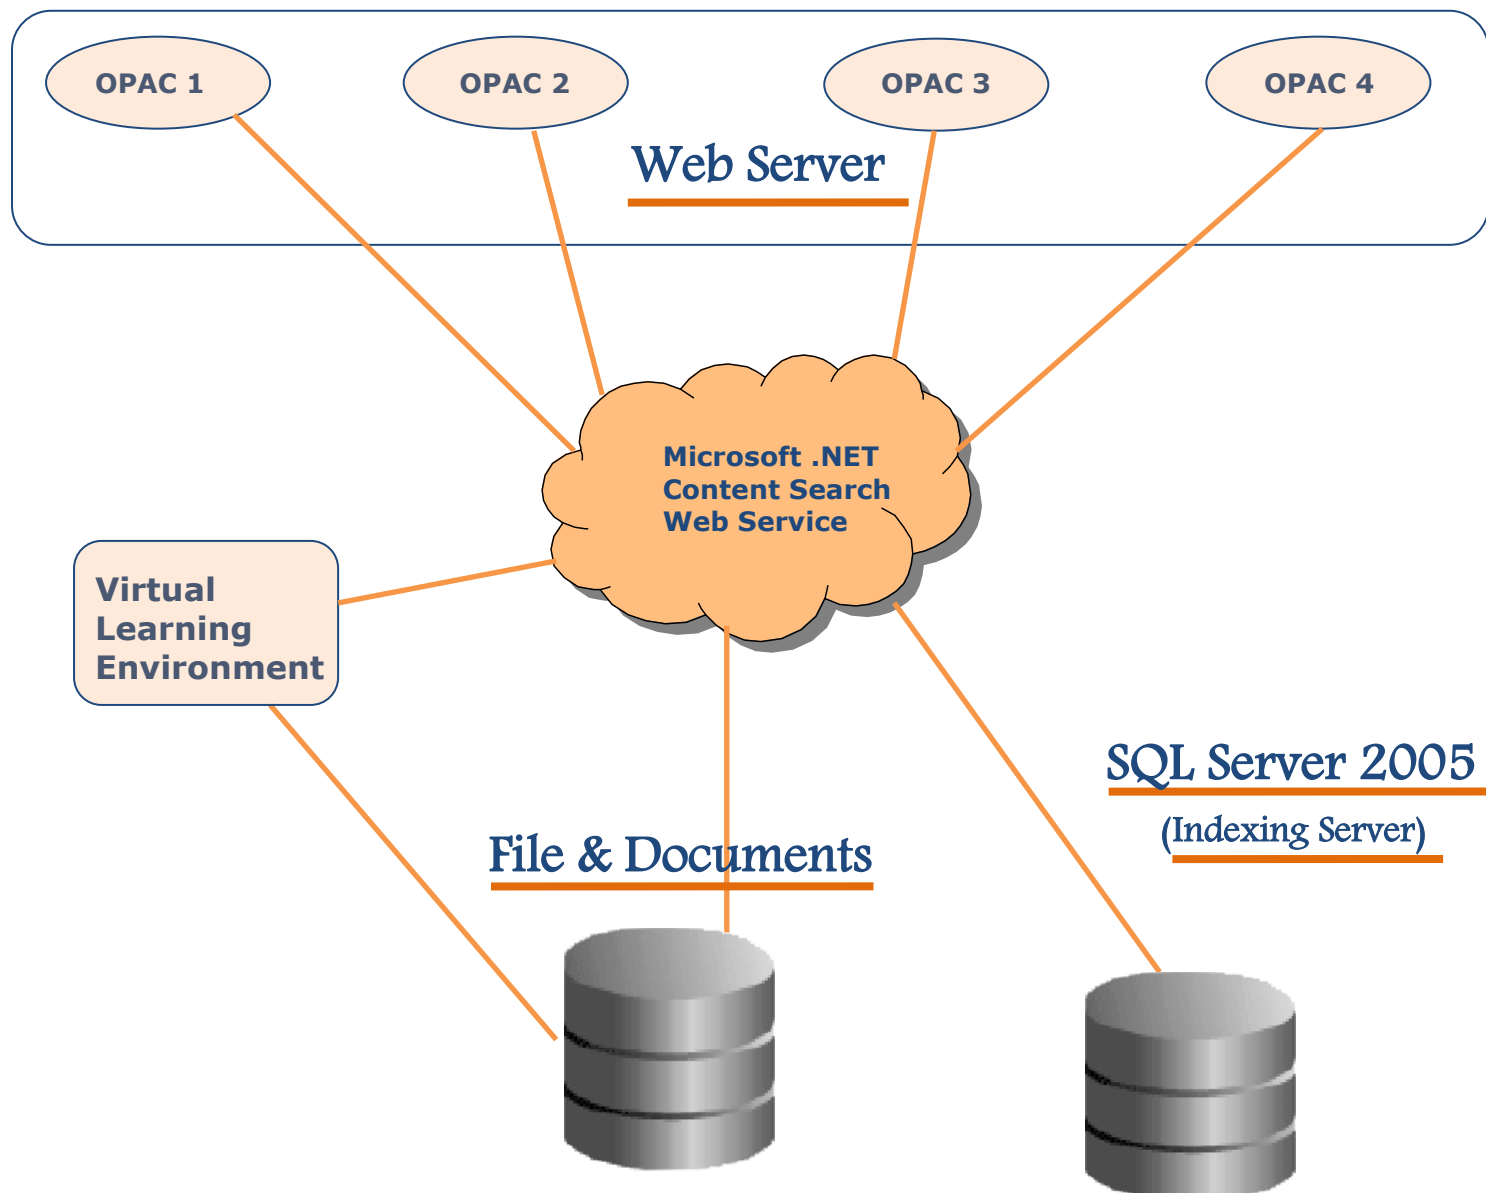 OPAC 1
OPAC 2
OPAC 3
OPAC 4
Web Server
Microsoft .NET
Content Search
Web Service
Virtual
Learning
Environment
SQL Server 2005
(Indexing Server)
File & Documents